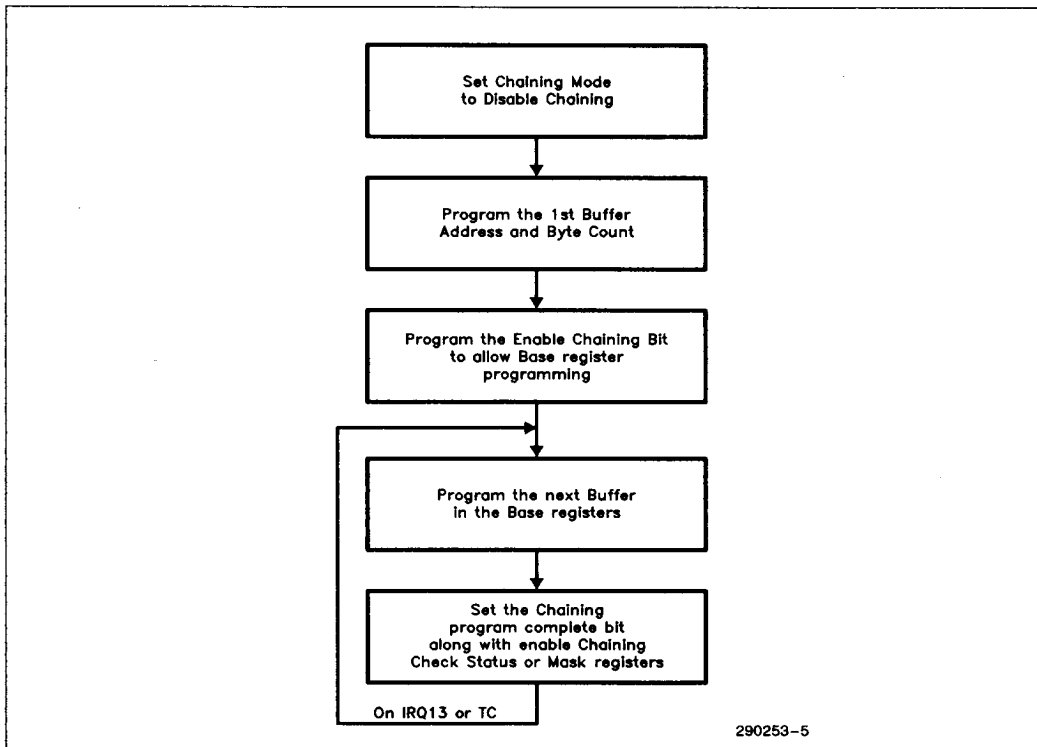 Set Chaining Mode
to Disable Chaining
Program the 1st Buffer
Address and Byte Count
Program the Enable Chaining Bit
to allow Base register
programming
Program the next Buffer
in the Base registers
Set the Chaining
program complete bit
along with enable Chaining
Check Status or Mask registers
On IRQ13 or TC
290253-5